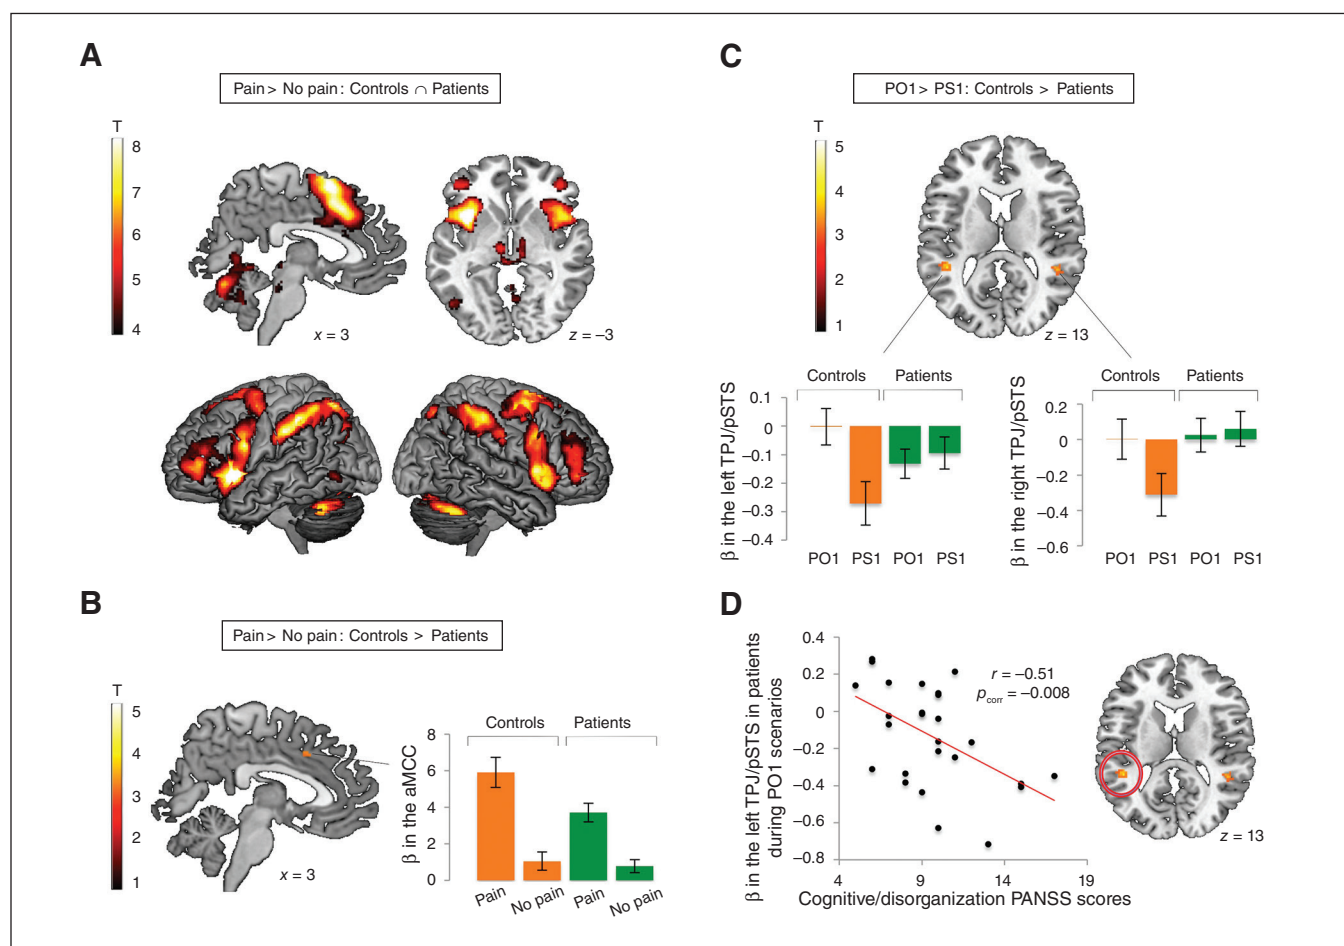 A
Pain > No pain: Controls ∩ Patients
T
8
7
6
5
4
x = 3
z = –3
B
Pain > No pain: Controls > Patients
T
5
4
3
2
1
x = 3
Controls
Patients
β in the aMCC
8
6
4
2
0
Pain
No pain
Pain
No pain
C
PO1 > PS1: Controls > Patients
T
5
4
3
2
1
z = 13
Controls
Patients
β in the left TPJ/pSTS
0.1
0
–0.1
–0.2
–0.3
–0.4
PO1
PS1
PO1
PS1
Controls
Patients
β in the right TPJ/pSTS
0.2
0
–0.2
–0.4
–0.6
PO1
PS1
PO1
PS1
D
β in the left TPJ/pSTS in patients
during PO1 scenarios
0.4
0.2
0
–0.2
–0.4
–0.6
–0.8
r = –0.51
pcorr = –0.008
4
9
14
19
Cognitive/disorganization PANSS scores
z = 13